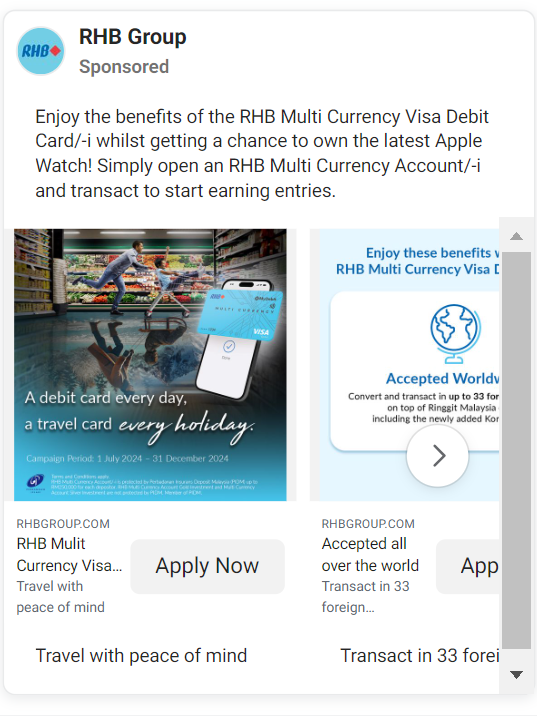 RHB Group
RHB
Sponsored
Enjoy the benefits of the RHB Multi Currency Visa Debit
Card/-i whilst getting a chance to own the latest Apple
Watch! Simply open an RHB Multi Currency Account/-i
and transact to start earning entries.
RHB
MyDebit
MULTI CURRENCY
VISA
A debit card every day,
a travel card every holiday.
Campaign Period: 1 July 2024 – 31 December 2024
Terms and Conditions apply.
Enjoy these benefits
RHB Multi Currency Visa
Accepted
Convert and transact in up to 33
on top of Ringgit Malaysia
including the newly added
RHBGROUP.COM
RHB Mulit
Currency Visa...
Travel with
peace of mind
Apply Now
Travel with peace of mind
RHBGROUP.COM
Accepted all
over the world
Transact in 33
foreign...
App
Transact in 33 forei